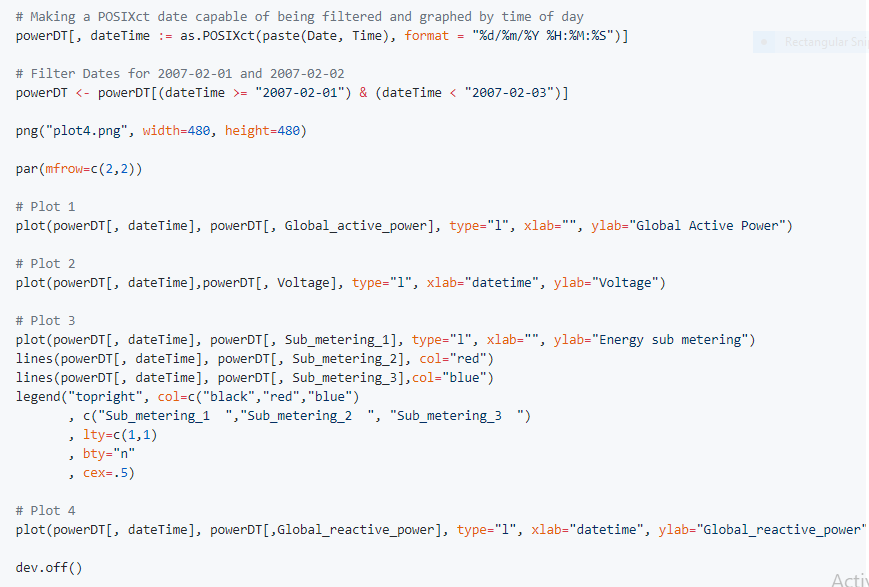 # Making a POSIXct date capable of being filtered and graphed by time of day
powerDT[, dateTime := as.POSIXct(paste(Date, Time), format = "%d/%m/%Y %H:%M:%S")]
Rectangular
# Filter Dates for 2007-02-01 and 2007-02-02
powerDT <- powerDT[(dateTime >= "2007-02-01") & (dateTime < "2007-02-03")]
png("plot4.png", width=480, height=480)
par(mfrow=c(2,2))
# Plot 1
plot(powerDT[, dateTime], powerDT[, Global_active_power], type="l", xlab="", ylab="Global Active Power")
# Plot 2
plot(powerDT[, dateTime],powerDT[, Voltage], type="l", xlab="datetime", ylab="Voltage")
# Plot 3
plot(powerDT[, dateTime], powerDT[, Sub_metering_1], type="l", xlab="", ylab="Energy sub metering")
lines(powerDT[, dateTime], powerDT[, Sub_metering_2], col="red")
lines(powerDT[, dateTime], powerDT[, Sub_metering_3],col="blue")
legend("topright", col=c("black","red","blue")
, c("Sub_metering_1  ","Sub_metering_2  ", "Sub_metering_3  ")
, lty=c(1,1)
, bty="n"
, cex=.5)
# Plot 4
plot(powerDT[, dateTime], powerDT[,Global_reactive_power], type="l", xlab="datetime", ylab="Global_reactive_power"
dev.off()